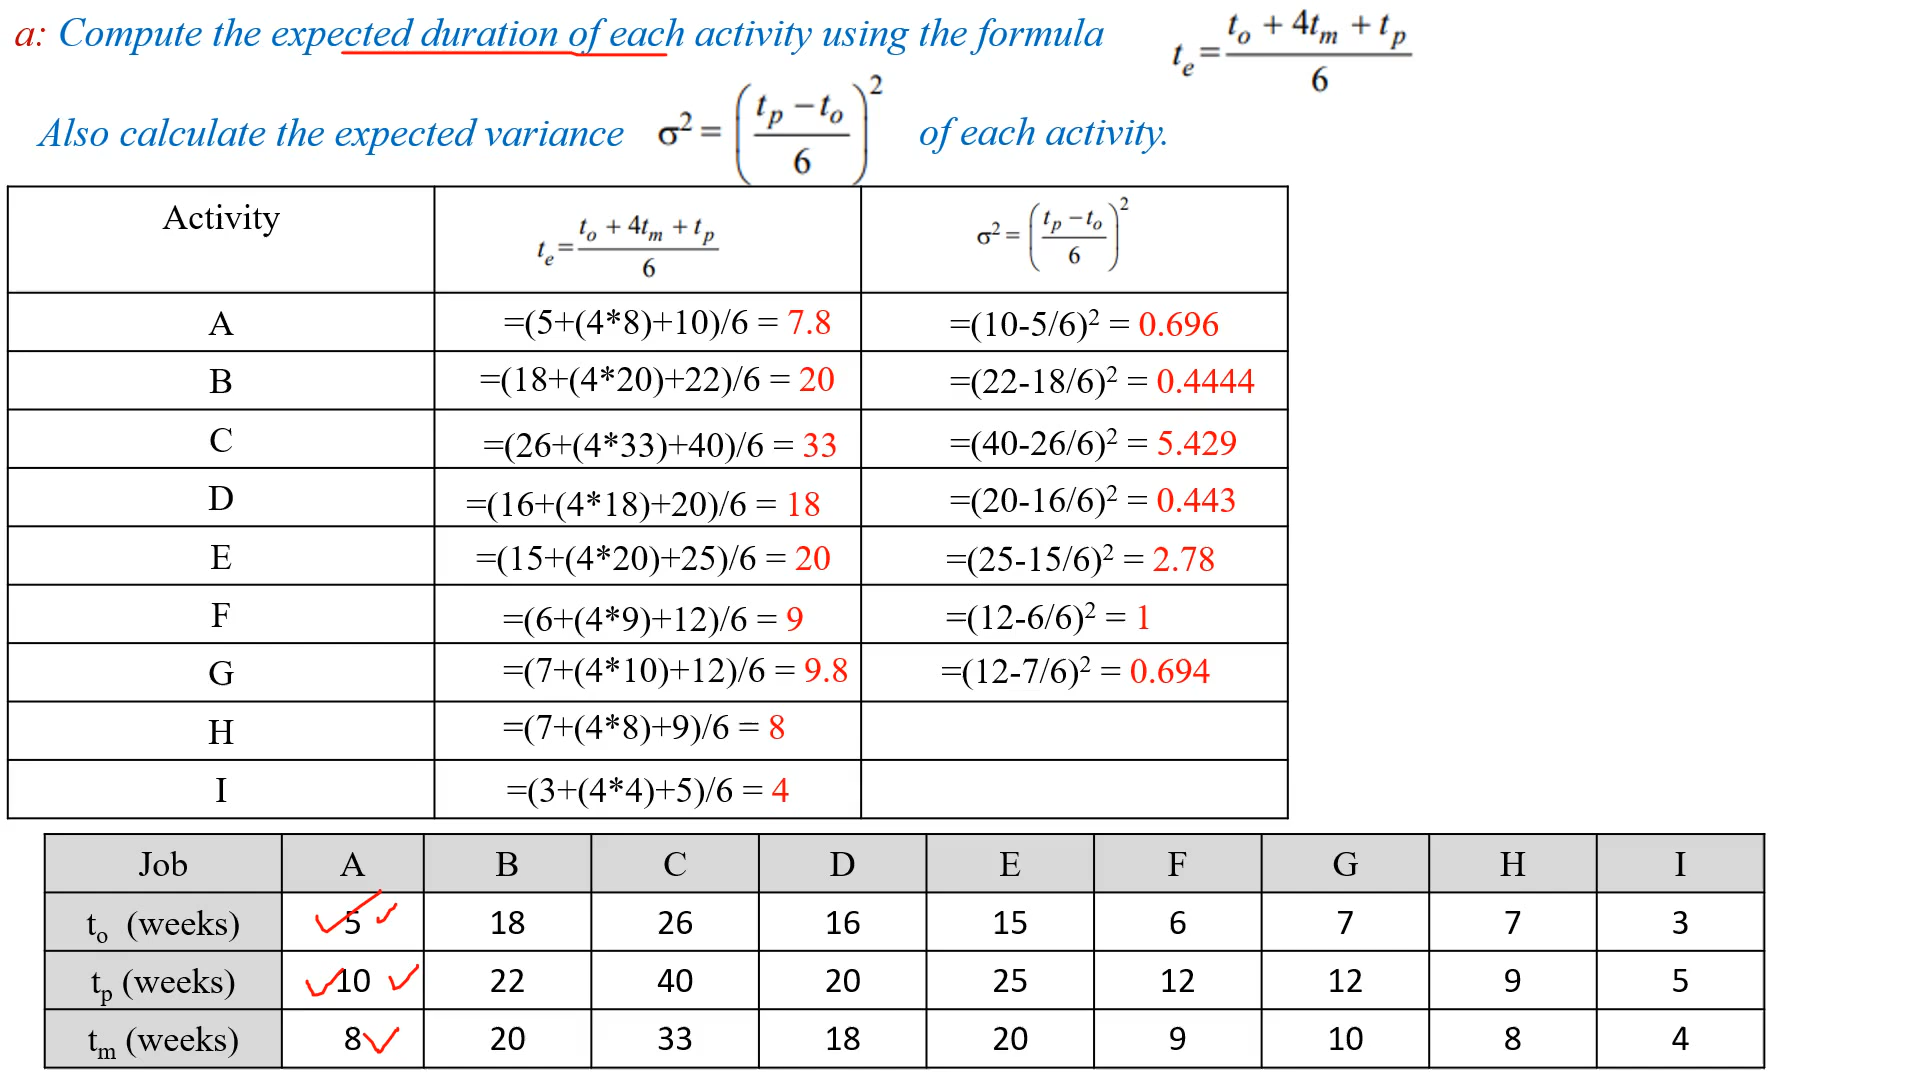 a: Compute the expected duration of each activity using the formula t_e = (t_o + 4t_m + t_p)/6
Also calculate the expected variance σ² = ((t_p − t_o)/6)² of each activity.
Activity t_e = (t_o + 4t_m + t_p)/6 σ² = ((t_p − t_o)/6)²
A =(5+(4*8)+10)/6 = 7.8 =(10-5/6)² = 0.696
B =(18+(4*20)+22)/6 = 20 =(22-18/6)² = 0.4444
C =(26+(4*33)+40)/6 = 33 =(40-26/6)² = 5.429
D =(16+(4*18)+20)/6 = 18 =(20-16/6)² = 0.443
E =(15+(4*20)+25)/6 = 20 =(25-15/6)² = 2.78
F =(6+(4*9)+12)/6 = 9 =(12-6/6)² = 1
G =(7+(4*10)+12)/6 = 9.8 =(12-7/6)² = 0.694
H =(7+(4*8)+9)/6 = 8
I =(3+(4*4)+5)/6 = 4
Job A B C D E F G H I
t_o (weeks) 5 18 26 16 15 6 7 7 3
t_p (weeks) 10 22 40 20 25 12 12 9 5
t_m (weeks) 8 20 33 18 20 9 10 8 4